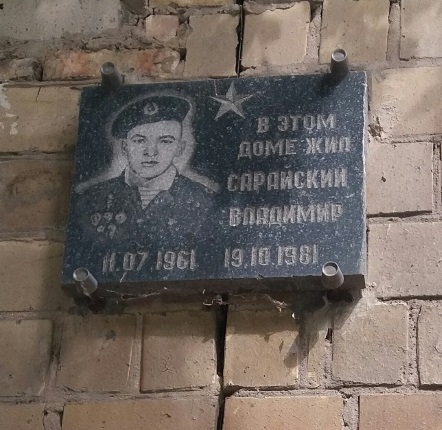 В ЭТОМ
ДОМЕ ЖИЛ
САРАЙСКИЙ
ВЛАДИМИР
11.07.1961 19.10.1981